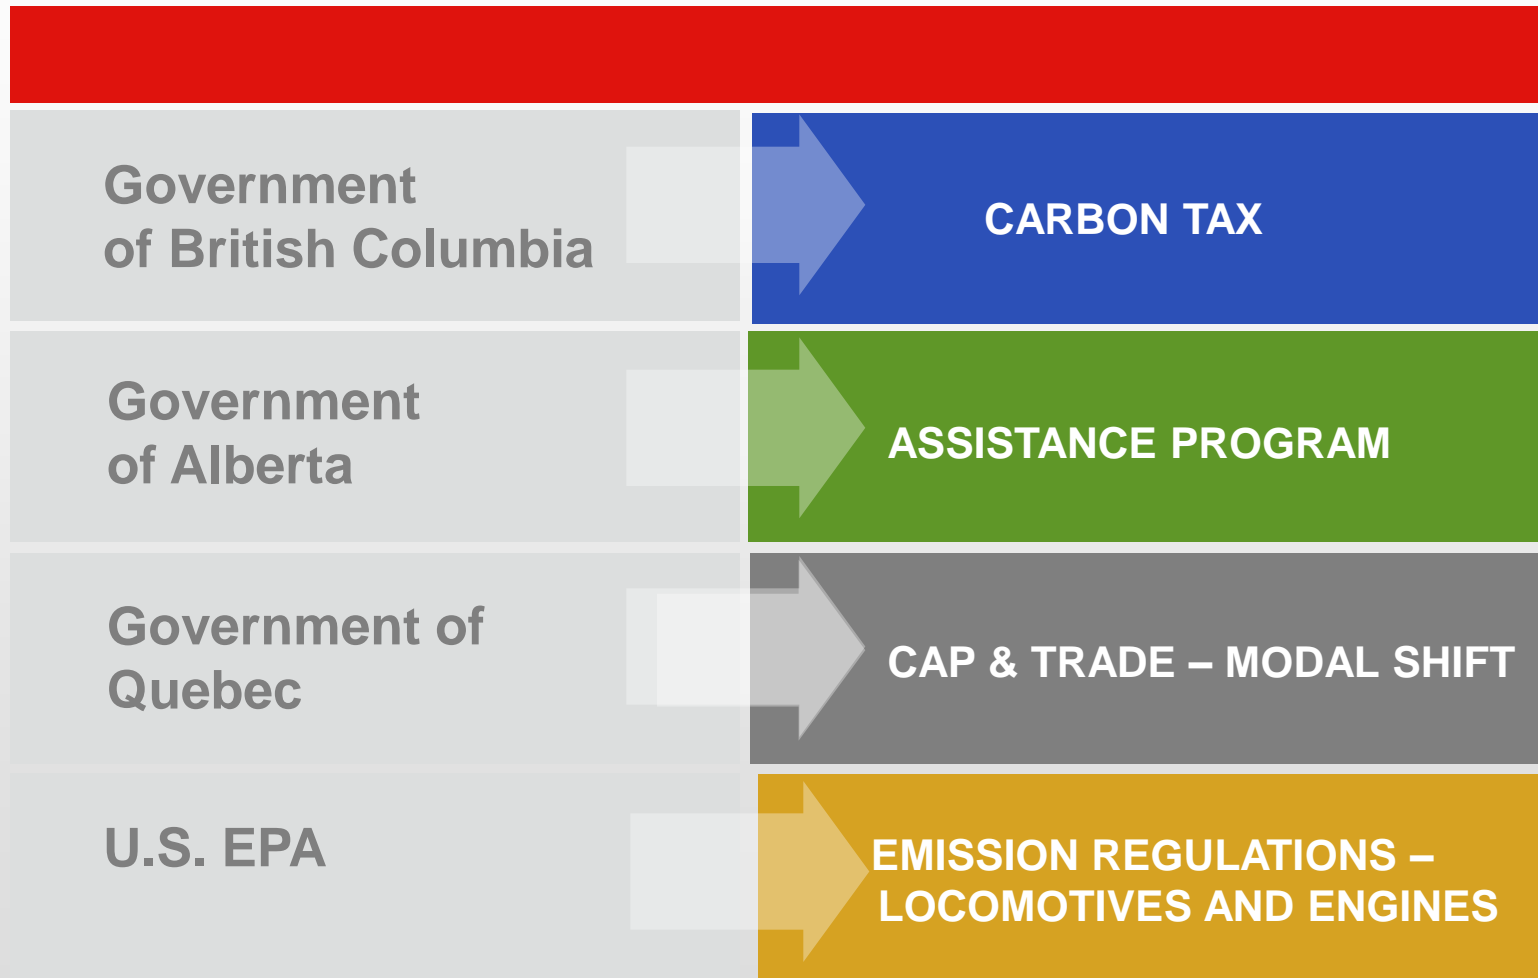 Government
of British Columbia
CARBON TAX
Government
of Alberta
ASSISTANCE PROGRAM
Government of
Quebec
CAP & TRADE – MODAL SHIFT
U.S. EPA
EMISSION REGULATIONS –
LOCOMOTIVES AND ENGINES